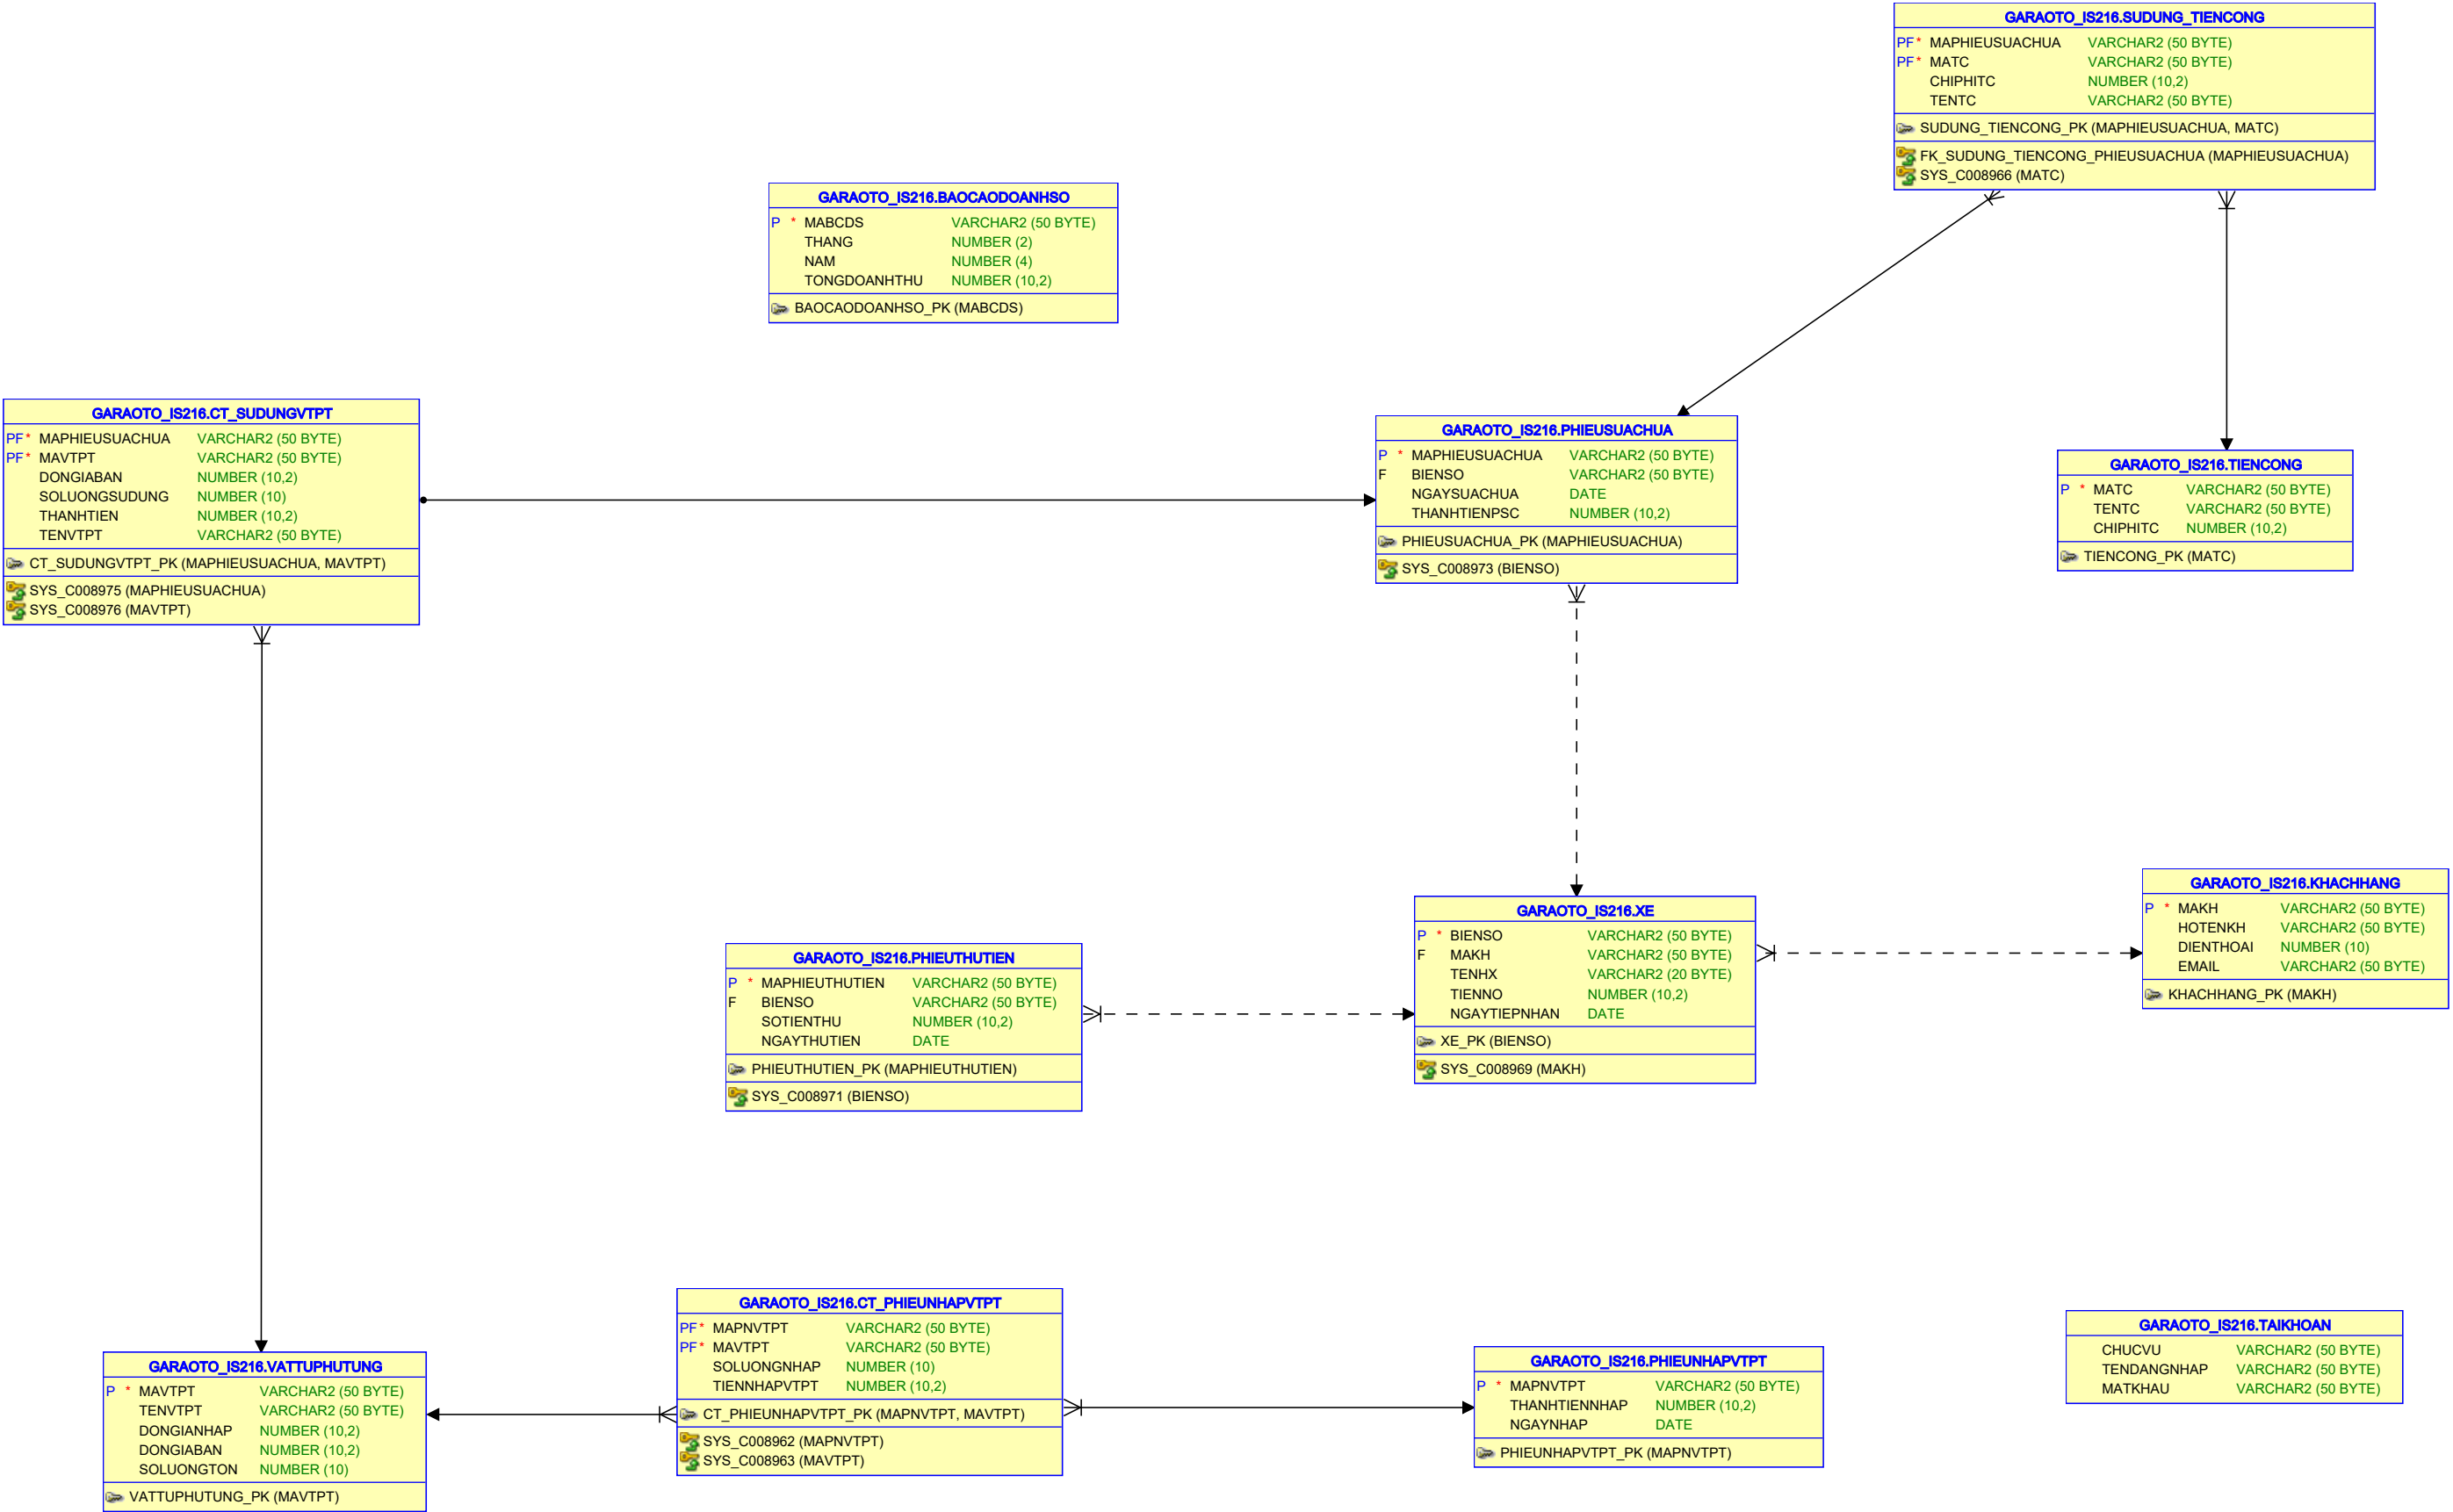 GARAOTO_IS216.SUDUNG_TIENCONG
PF* MAPHIEUSUACHUA VARCHAR2 (50 BYTE)
PF* MATC VARCHAR2 (50 BYTE)
CHIPHITC NUMBER (10,2)
TENTC VARCHAR2 (50 BYTE)
SUDUNG_TIENCONG_PK (MAPHIEUSUACHUA, MATC)
FK_SUDUNG_TIENCONG_PHIEUSUACHUA (MAPHIEUSUACHUA)
SYS_C008966 (MATC)
GARAOTO_IS216.BAOCAODOANHSO
P * MABCDS VARCHAR2 (50 BYTE)
THANG NUMBER (2)
NAM NUMBER (4)
TONGDOANHTHU NUMBER (10,2)
BAOCAODOANHSO_PK (MABCDS)
GARAOTO_IS216.CT_SUDUNGVTPT
PF* MAPHIEUSUACHUA VARCHAR2 (50 BYTE)
PF* MAVTPT VARCHAR2 (50 BYTE)
DONGIABAN NUMBER (10,2)
SOLUONGSUDUNG NUMBER (10)
THANHTIEN NUMBER (10,2)
TENVTPT VARCHAR2 (50 BYTE)
CT_SUDUNGVTPT_PK (MAPHIEUSUACHUA, MAVTPT)
SYS_C008975 (MAPHIEUSUACHUA)
SYS_C008976 (MAVTPT)
GARAOTO_IS216.PHIEUSUACHUA
P * MAPHIEUSUACHUA VARCHAR2 (50 BYTE)
F BIENSO VARCHAR2 (50 BYTE)
NGAYSUACHUA DATE
THANHTIENPSC NUMBER (10,2)
PHIEUSUACHUA_PK (MAPHIEUSUACHUA)
SYS_C008973 (BIENSO)
GARAOTO_IS216.TIENCONG
P * MATC VARCHAR2 (50 BYTE)
TENTC VARCHAR2 (50 BYTE)
CHIPHITC NUMBER (10,2)
TIENCONG_PK (MATC)
GARAOTO_IS216.KHACHHANG
P * MAKH VARCHAR2 (50 BYTE)
HOTENKH VARCHAR2 (50 BYTE)
DIENTHOAI NUMBER (10)
EMAIL VARCHAR2 (50 BYTE)
KHACHHANG_PK (MAKH)
GARAOTO_IS216.XE
P * BIENSO VARCHAR2 (50 BYTE)
F MAKH VARCHAR2 (50 BYTE)
TENHX VARCHAR2 (20 BYTE)
TIENNO NUMBER (10,2)
NGAYTIEPNHAN DATE
XE_PK (BIENSO)
SYS_C008969 (MAKH)
GARAOTO_IS216.PHIEUTHUTIEN
P * MAPHIEUTHUTIEN VARCHAR2 (50 BYTE)
F BIENSO VARCHAR2 (50 BYTE)
SOTIENTHU NUMBER (10,2)
NGAYTHUTIEN DATE
PHIEUTHUTIEN_PK (MAPHIEUTHUTIEN)
SYS_C008971 (BIENSO)
GARAOTO_IS216.VATTUPHUTUNG
P * MAVTPT VARCHAR2 (50 BYTE)
TENVTPT VARCHAR2 (50 BYTE)
DONGIANHAP NUMBER (10,2)
DONGIABAN NUMBER (10,2)
SOLUONGTON NUMBER (10)
VATTUPHUTUNG_PK (MAVTPT)
GARAOTO_IS216.CT_PHIEUNHAPVTPT
PF* MAPNVTPT VARCHAR2 (50 BYTE)
PF* MAVTPT VARCHAR2 (50 BYTE)
SOLUONGNHAP NUMBER (10)
TIENNHAPVTPT NUMBER (10,2)
CT_PHIEUNHAPVTPT_PK (MAPNVTPT, MAVTPT)
SYS_C008962 (MAPNVTPT)
SYS_C008963 (MAVTPT)
GARAOTO_IS216.PHIEUNHAPVTPT
P * MAPNVTPT VARCHAR2 (50 BYTE)
THANHTIENNHAP NUMBER (10,2)
NGAYNHAP DATE
PHIEUNHAPVTPT_PK (MAPNVTPT)
GARAOTO_IS216.TAIKHOAN
CHUCVU VARCHAR2 (50 BYTE)
TENDANGNHAP VARCHAR2 (50 BYTE)
MATKHAU VARCHAR2 (50 BYTE)